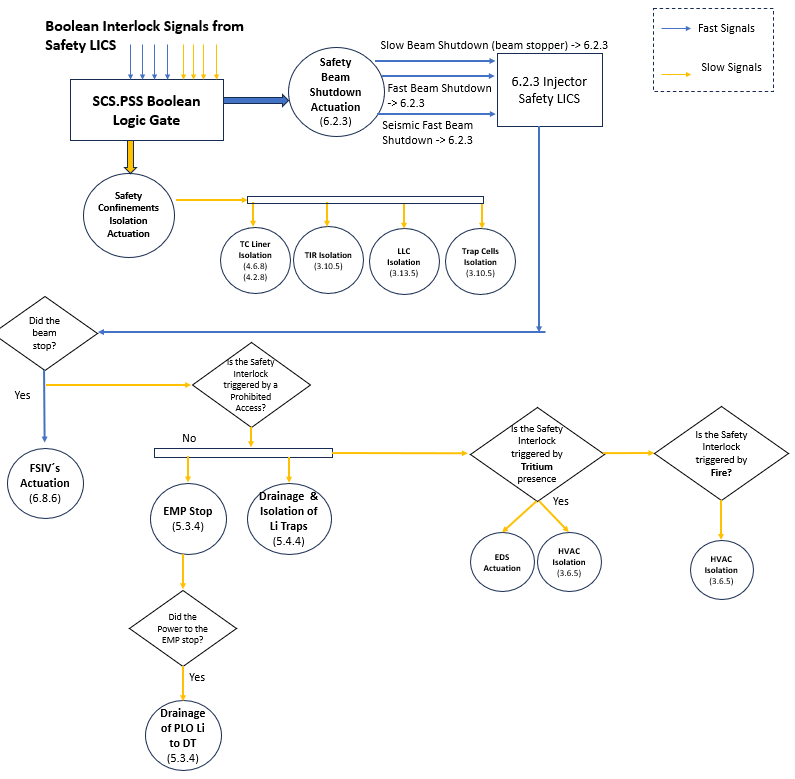 Boolean Interlock Signals from
Safety LICS
Fast Signals
Slow Signals
SCS.PSS Boolean
Logic Gate
Safety
Beam
Shutdown
Actuation
(6.2.3)
Slow Beam Shutdown (beam stopper) -> 6.2.3
Fast Beam Shutdown
-> 6.2.3
Seismic Fast Beam
Shutdown -> 6.2.3
6.2.3 Injector
Safety LICS
Safety
Confinements
Isolation
Actuation
TC Liner
Isolation
(4.6.8)
(4.2.8)
TIR Isolation
(3.10.5)
LLC
Isolation
(3.13.5)
Trap Cells
Isolation
(3.10.5)
Did the
beam
stop?
Yes
Is the Safety
Interlock
triggered by a
Prohibited
Access?
No
FSIV´s
Actuation
(6.8.6)
EMP Stop
(5.3.4)
Drainage &
Isolation of
Li Traps
(5.4.4)
Is the Safety
Interlock
triggered by
Tritium
presence
Yes
Is the Safety
Interlock
triggered by
Fire?
EDS
Actuation
HVAC
Isolation
(3.6.5)
HVAC
Isolation
(3.6.5)
Did the
Power to the
EMP stop?
Yes
Drainage
of PLO Li
to DT
(5.3.4)